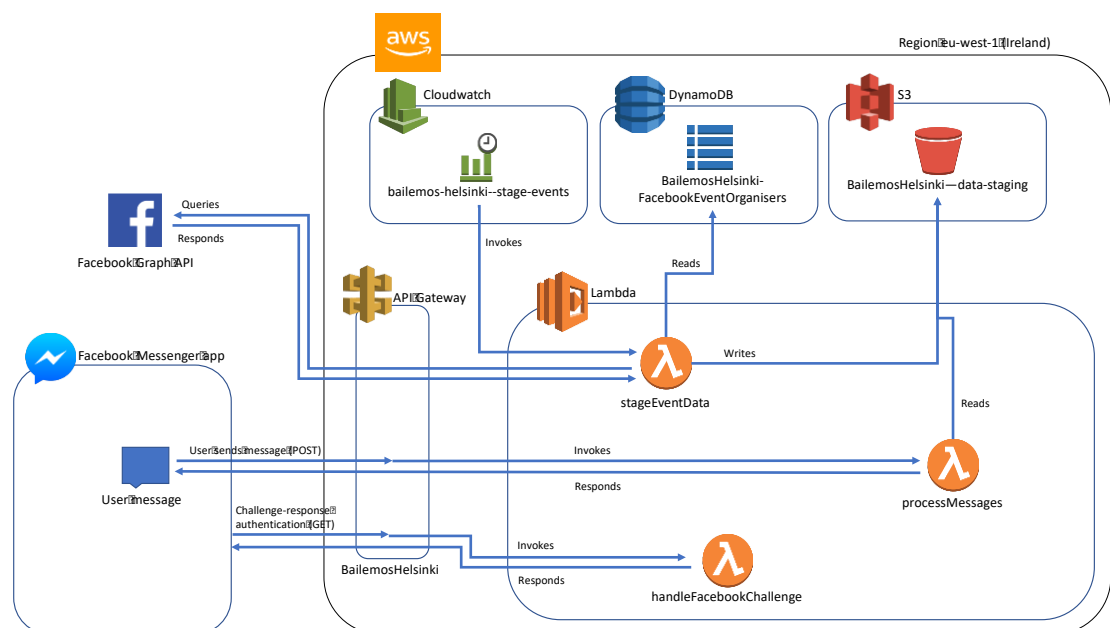 aws
Region eu-west-1 (Ireland)
Cloudwatch
DynamoDB
S3
bailemos-helsinki--stage-events
BailemosHelsinki-
FacebookEventOrganisers
BailemosHelsinki—data-staging
Queries
Responds
Facebook Graph API
Invokes
Reads
API Gateway
Lambda
Facebook Messenger app
Writes
stageEventData
Reads
User sends message (POST)
Invokes
Responds
User message
processMessages
Challenge-response
authentication (GET)
Invokes
Responds
BailemosHelsinki
handleFacebookChallenge